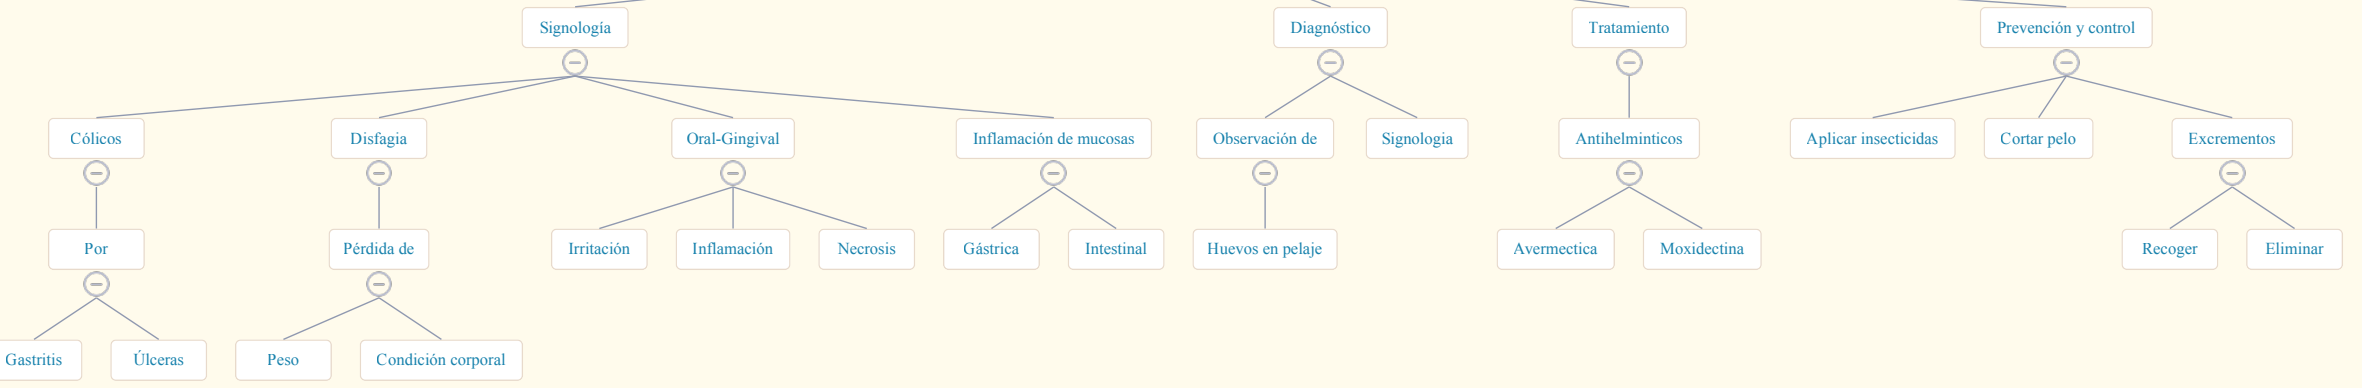 Signología
Diagnóstico
Tratamiento
Prevención y control
Cólicos
Disfagia
Oral-Gingival
Inflamación de mucosas
Observación de
Signologia
Antihelminticos
Aplicar insecticidas
Cortar pelo
Excrementos
Por
Pérdida de
Irritación
Inflamación
Necrosis
Gástrica
Intestinal
Huevos en pelaje
Avermectica
Moxidectina
Recoger
Eliminar
Gastritis
Úlceras
Peso
Condición corporal